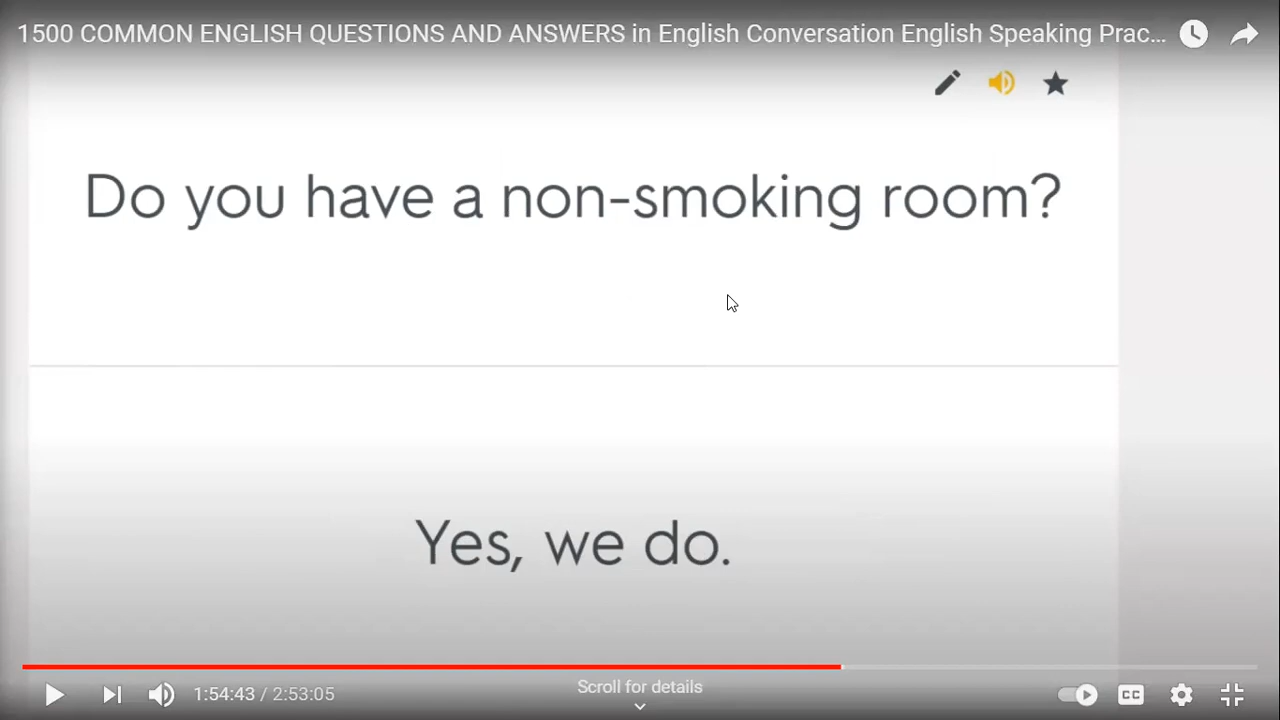 1500 COMMON ENGLISH QUESTIONS AND ANSWERS in English Conversation English Speaking Prac...
Do you have a non-smoking room?
Yes, we do.
Scroll for details
1:54:43 / 2:53:05
CC